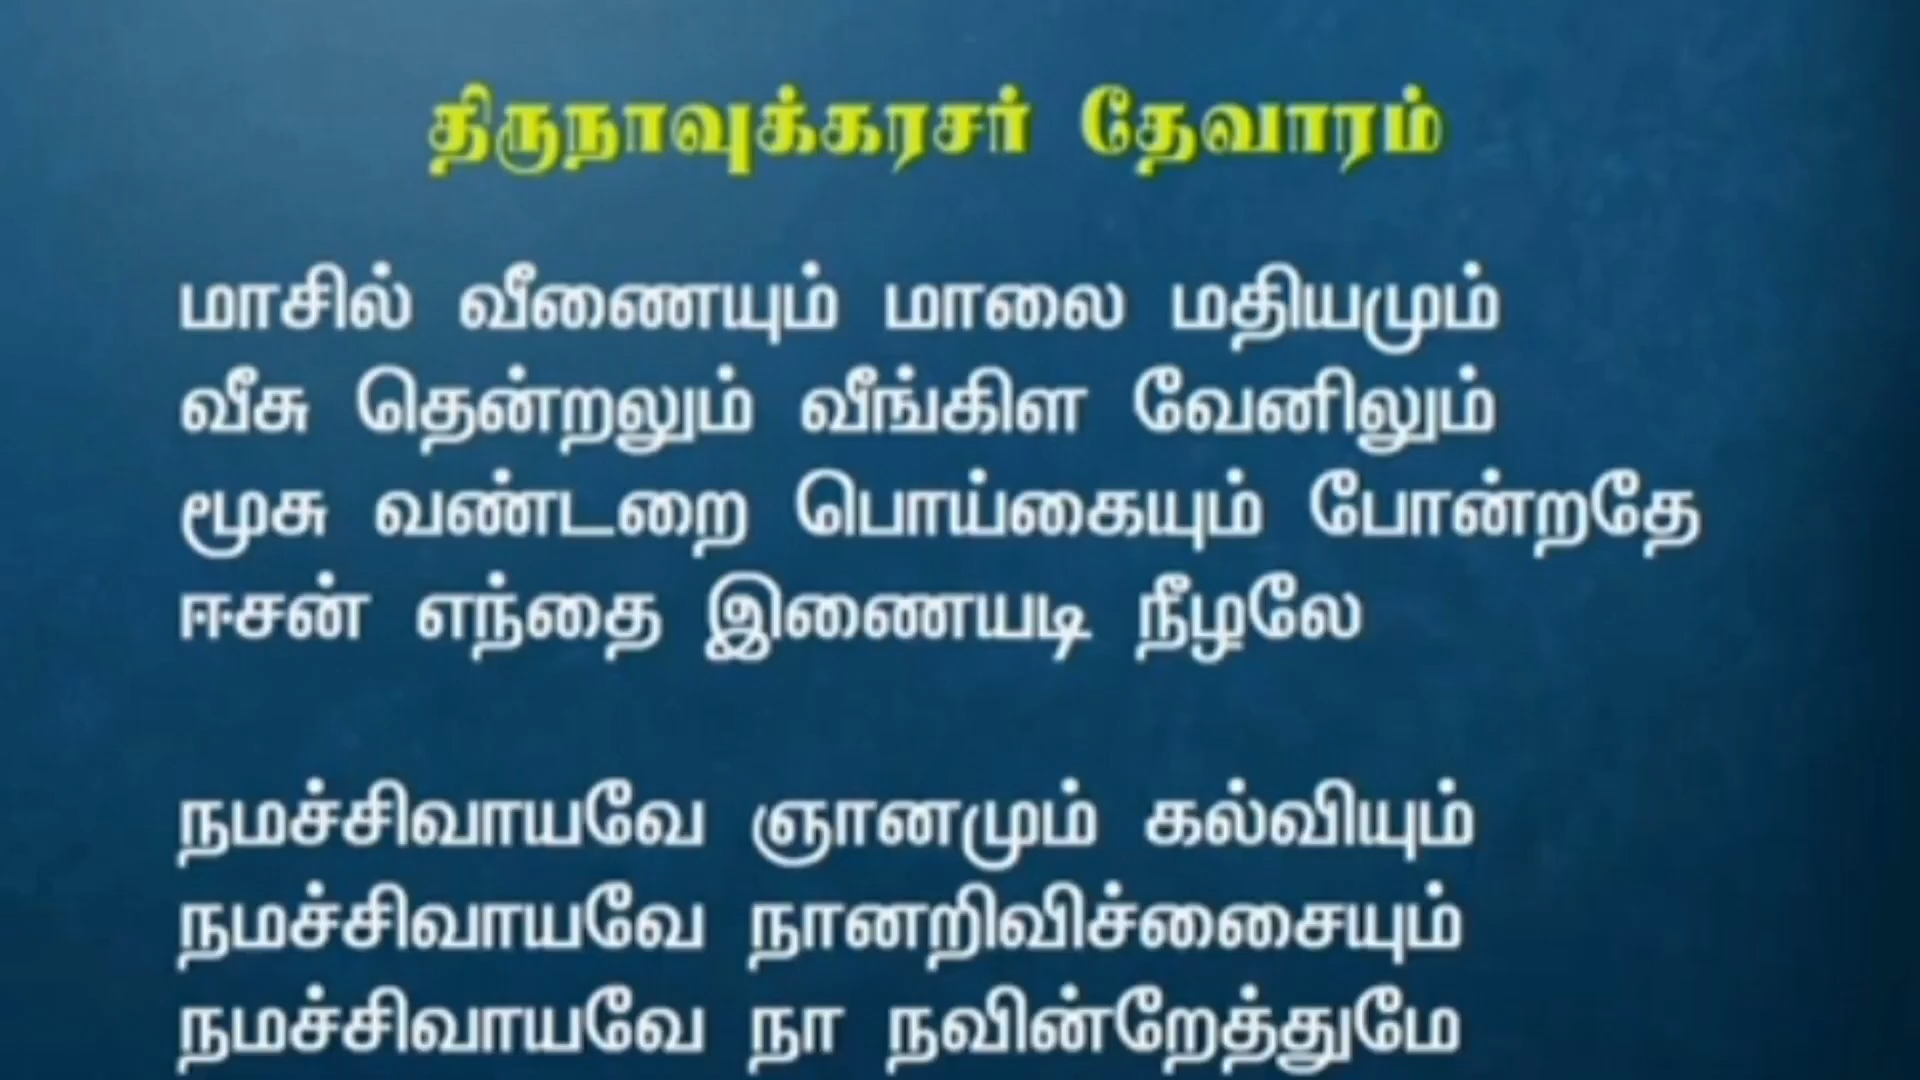 திருநாவுக்கரசர் தேவாரம்
மாசில் வீணையும் மாலை மதியமும்
வீசு தென்றலும் வீங்கிள வேனிலும்
மூசு வண்டறை பொய்கையும் போன்றதே
ஈசன் எந்தை இணையடி நீழலே
நமச்சிவாயவே ஞானமும் கல்வியும்
நமச்சிவாயவே நானறிவிச்சைசையும்
நமச்சிவாயவே நா நவின்றேத்துமே